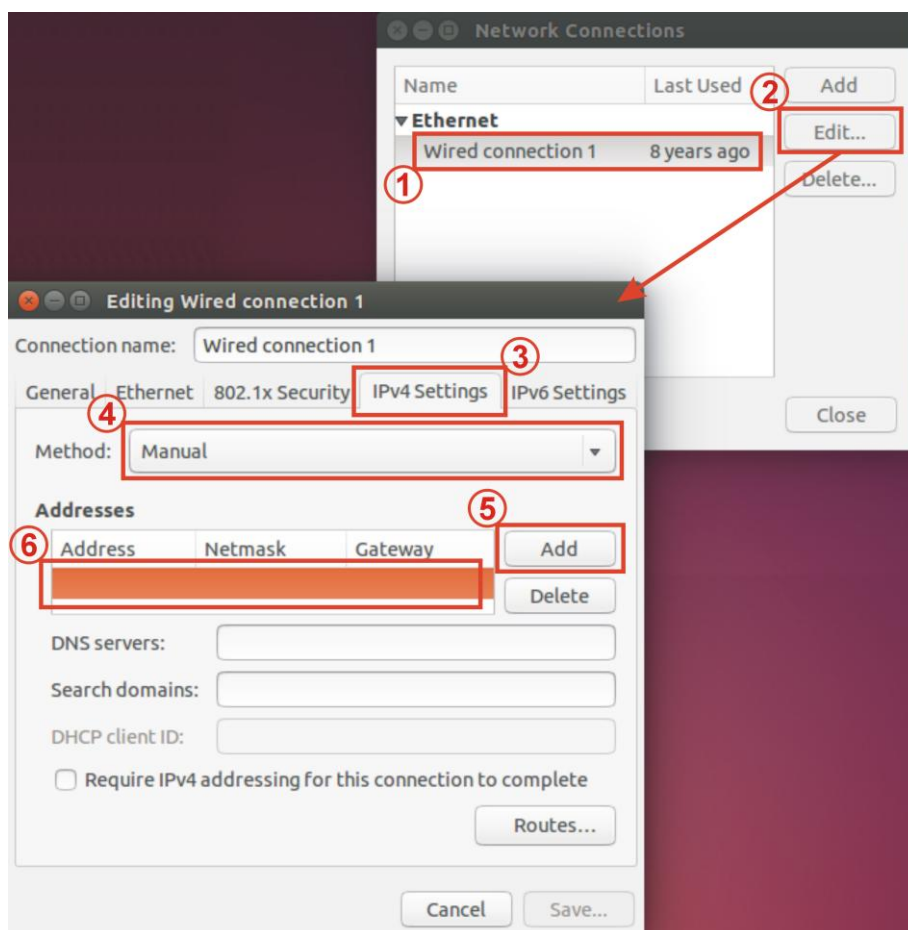 Network Connections
Name Last Used ② Add
▼ Ethernet
Edit...
Wired connection 1 8 years ago
①
Delete...
Editing Wired connection 1
Connection name: Wired connection 1
③
General Ethernet 802.1x Security IPv4 Settings IPv6 Settings
④
Close
Method: Manual
Addresses
⑤
⑥ Address Netmask Gateway Add
Delete
DNS servers:
Search domains:
DHCP client ID:
Require IPv4 addressing for this connection to complete
Routes...
Cancel Save...